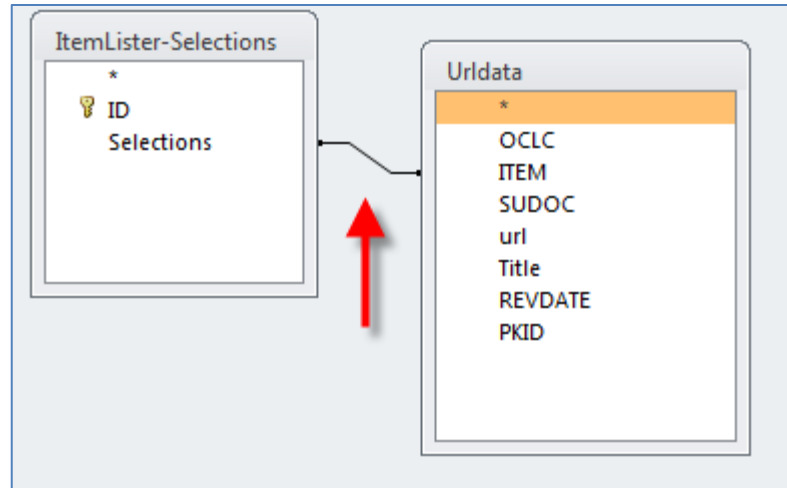 ItemLister-Selections
*
ID
Selections
Urldata
*
OCLC
ITEM
SUDOC
url
Title
REVDATE
PKID